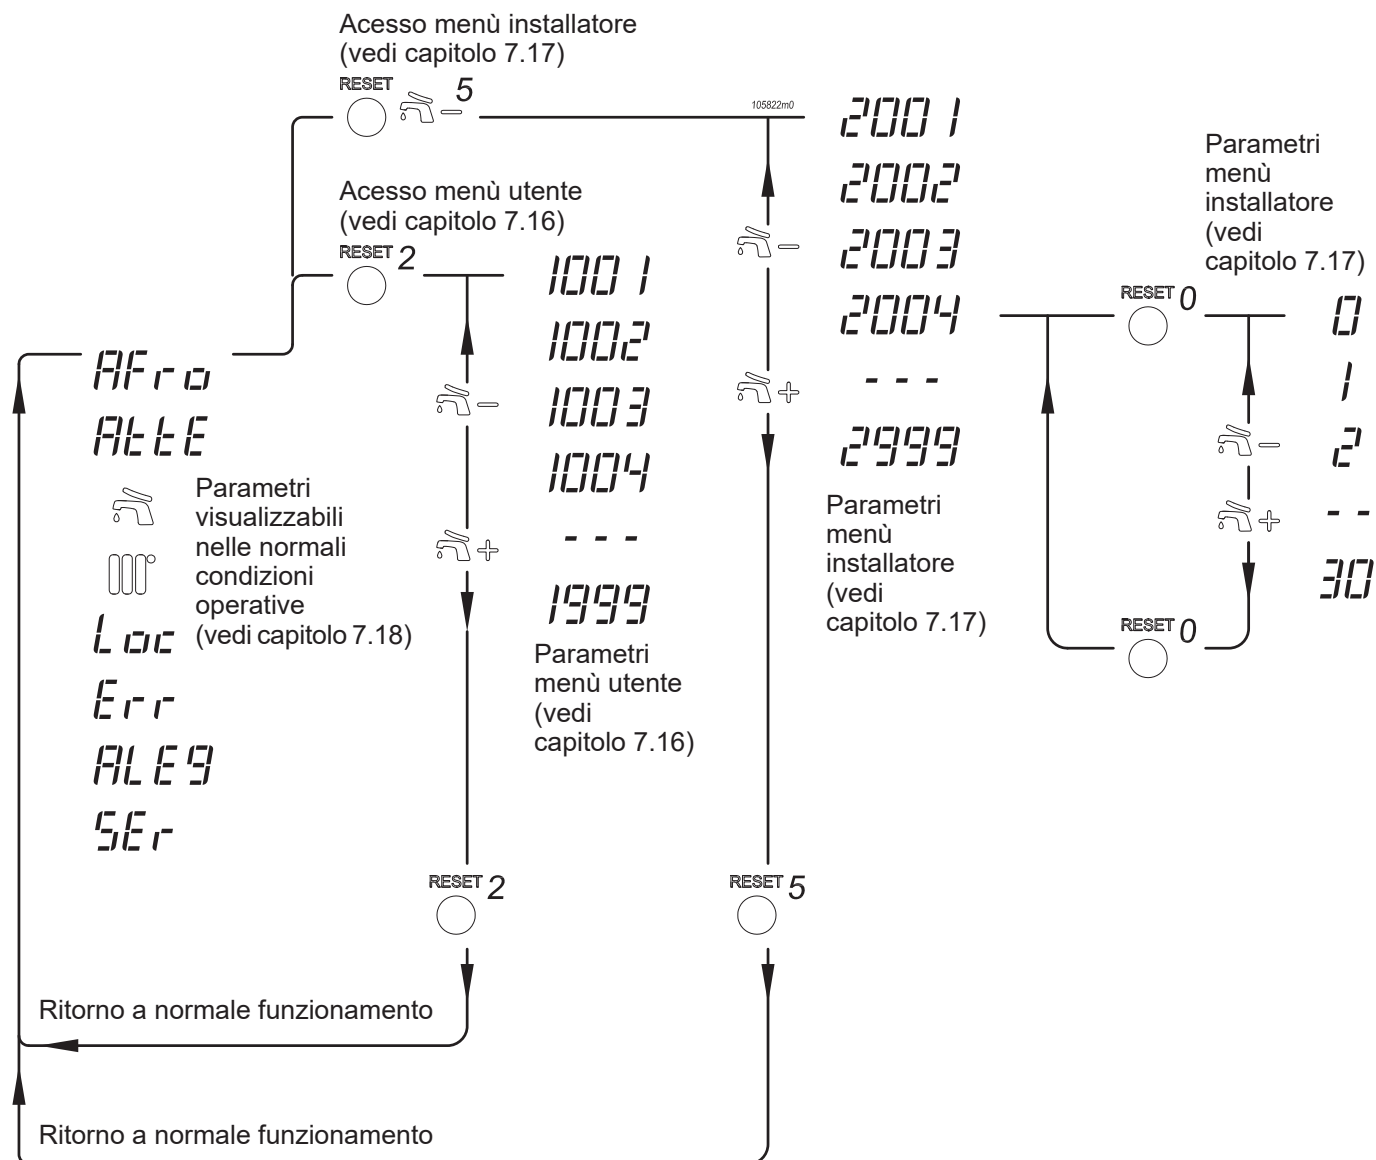 Acesso menù installatore
(vedi capitolo 7.17)
RESET 5
105822m0
Acesso menù utente
(vedi capitolo 7.16)
RESET 2
AFro
AttE
Parametri
visualizzabili
nelle normali
condizioni
operative
(vedi capitolo 7.18)
Loc
Err
ALE9
SEr
1001
1002
1003
1004
- - -
1999
Parametri
menù utente
(vedi
capitolo 7.16)
2001
2002
2003
2004
- - -
2999
Parametri
menù
installatore
(vedi
capitolo 7.17)
Parametri
menù
installatore
(vedi
capitolo 7.17)
RESET 0
0
1
2
- -
30
RESET 0
RESET 2
RESET 5
Ritorno a normale funzionamento
Ritorno a normale funzionamento